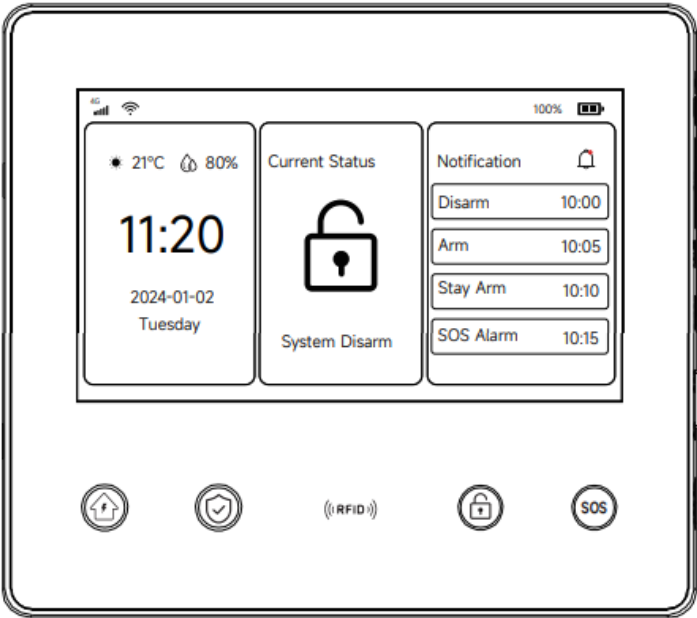 4G
100%
21°C 80%
11:20
2024-01-02
Tuesday
Current Status
System Disarm
Notification
Disarm 10:00
Arm 10:05
Stay Arm 10:10
SOS Alarm 10:15
RFID
SOS